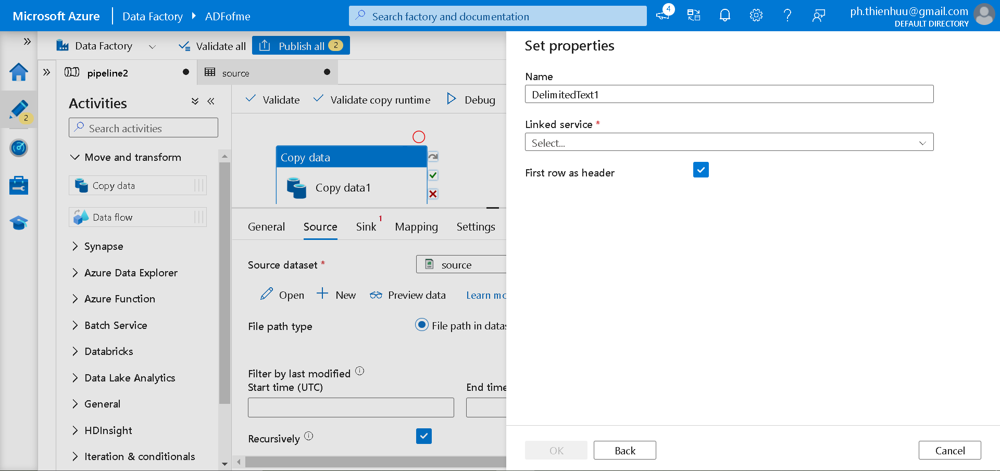 Microsoft Azure
Data Factory
ADFofme
Search factory and documentation
4
ph.thienhuu@gmail.com
DEFAULT DIRECTORY
Data Factory
Validate all
Publish all
2
pipeline2
source
2
Activities
Search activities
Move and transform
Copy data
Data flow
Synapse
Azure Data Explorer
Azure Function
Batch Service
Databricks
Data Lake Analytics
General
HDInsight
Iteration & conditionals
Validate
Validate copy runtime
Debug
Copy data
Copy data1
General
Source
Sink
1
Mapping
Settings
Source dataset *
source
Open
New
Preview data
Learn mo
File path type
File path in datas
Filter by last modified
Start time (UTC)
End time
Recursively
Set properties
Name
DelimitedText1
Linked service *
Select...
First row as header
OK
Back
Cancel